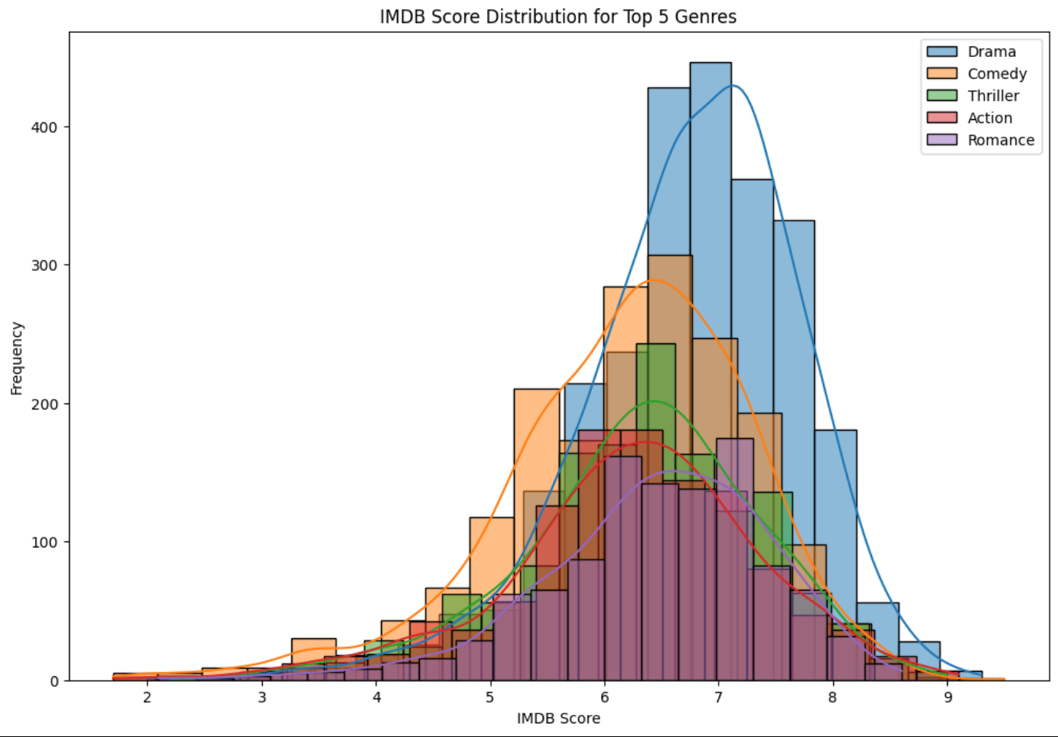 IMDB Score Distribution for Top 5 Genres
Drama
Comedy
Thriller
Action
Romance
Frequency
400
300
200
100
0
2 3 4 5 6 7 8 9
IMDB Score